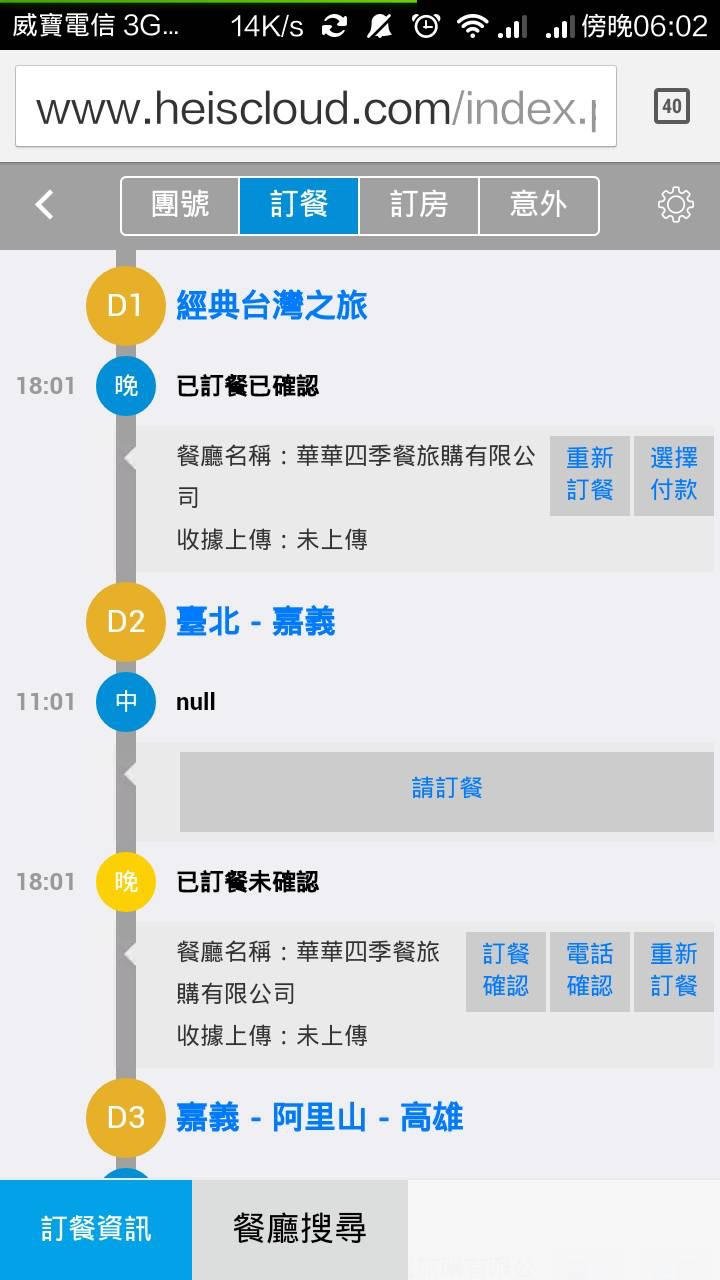 威寶電信 3G... 14K/s 傍晚06:02
www.heiscloud.com/index.
40
團號 訂餐 訂房 意外
D1 經典台灣之旅
18:01 晚 已訂餐已確認
餐廳名稱：華華四季餐旅購有限公
司
收據上傳：未上傳
重新
訂餐
選擇
付款
D2 臺北 - 嘉義
11:01 中 null
請訂餐
18:01 晚 已訂餐未確認
餐廳名稱：華華四季餐旅
購有限公司
收據上傳：未上傳
訂餐
確認
電話
確認
重新
訂餐
D3 嘉義 - 阿里山 - 高雄
訂餐資訊 餐廳搜尋